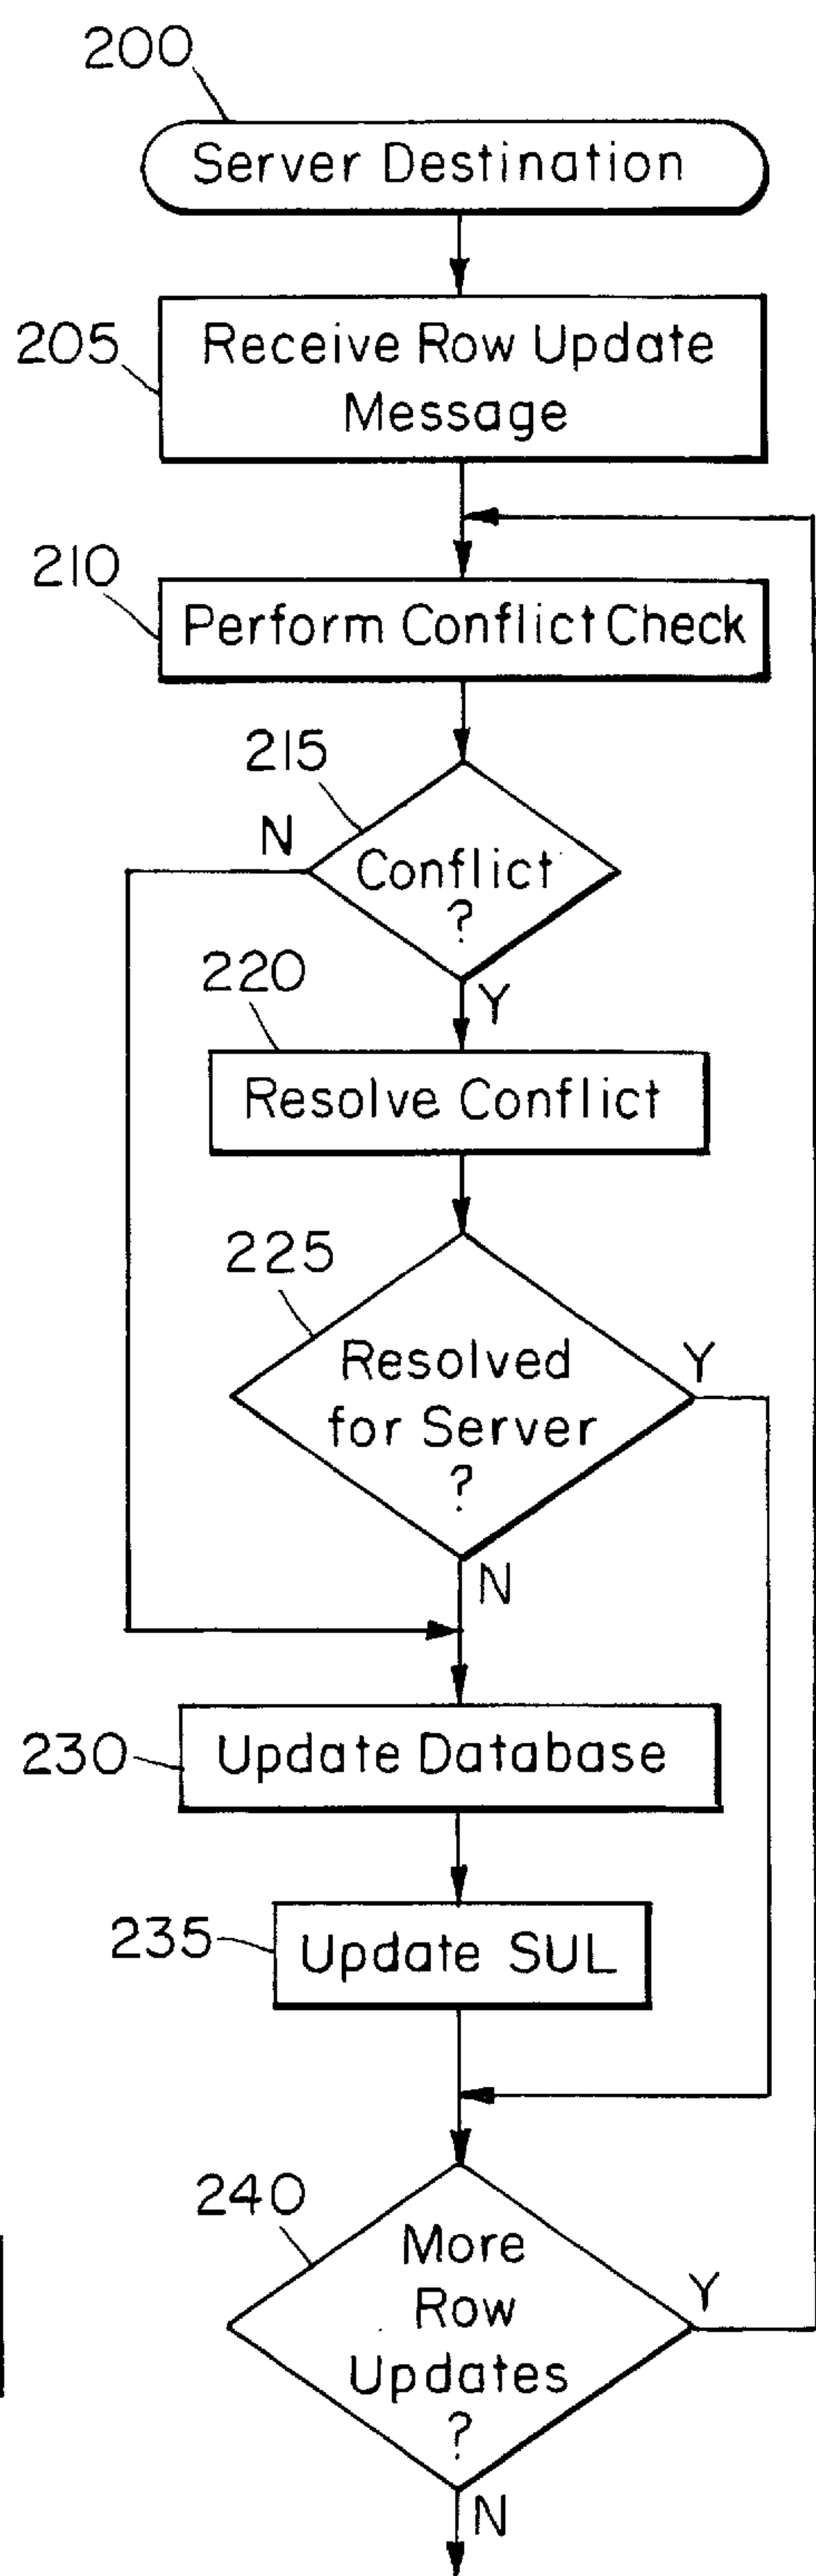 200
Server Destination
205
Receive Row Update
Message
210
Perform Conflict Check
215
N
Conflict
?
Y
220
Resolve Conflict
225
Resolved
for Server
?
Y
N
230
Update Database
235
Update SUL
240
More
Row
Updates
?
Y
N